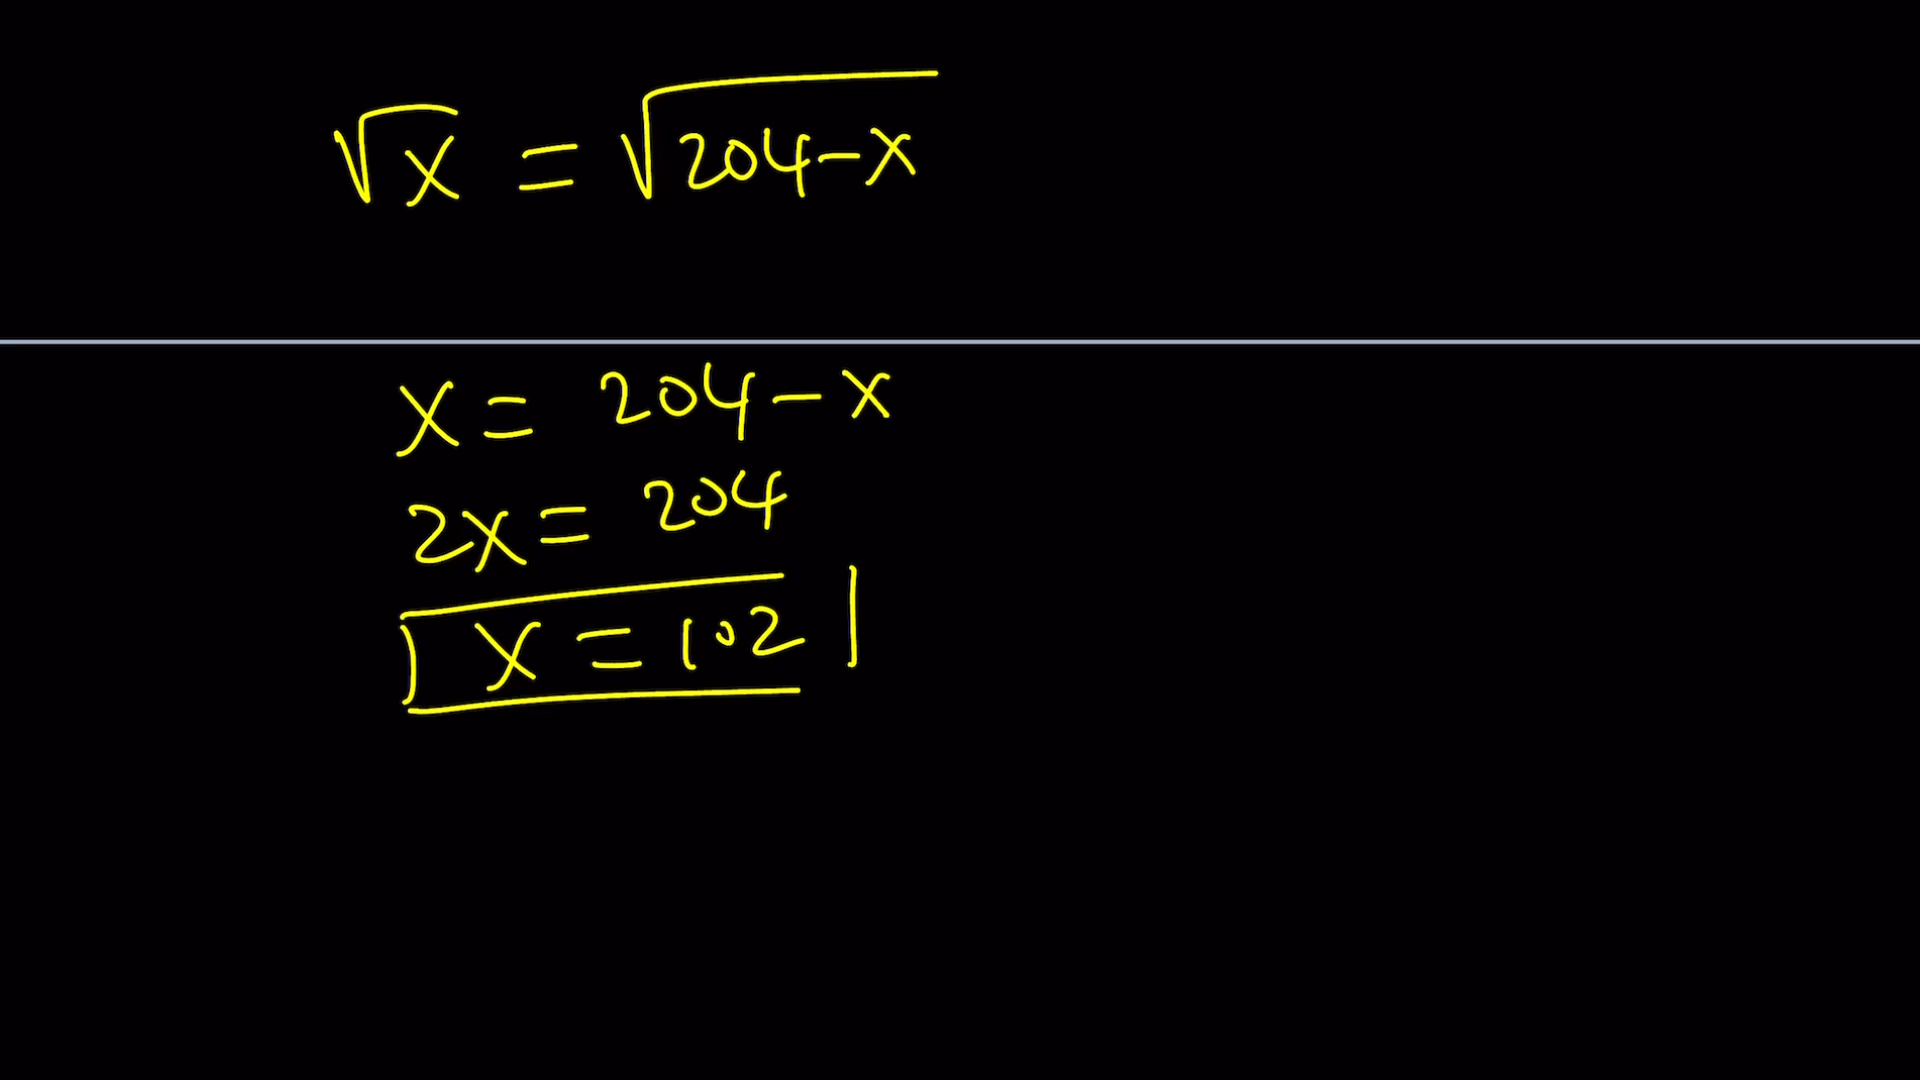 √x = √204-x
x = 204-x
2x = 204
x = 102